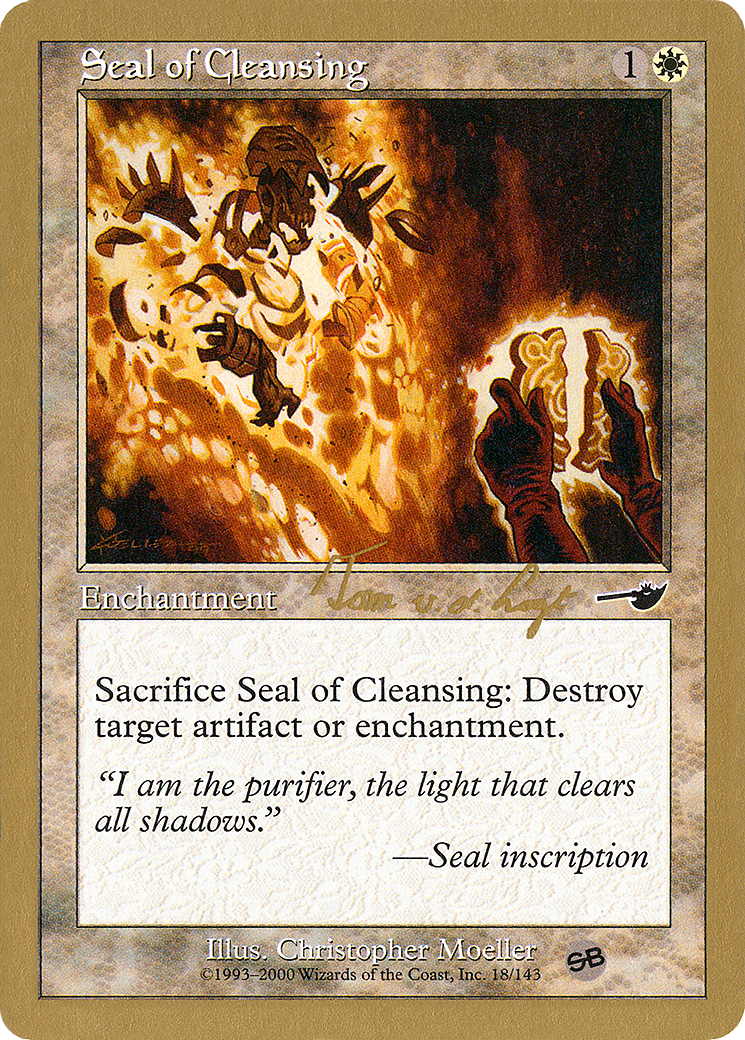 Seal of Cleansing 1
Enchantment
Tom v.d. Logt
Sacrifice Seal of Cleansing: Destroy
target artifact or enchantment.
“I am the purifier, the light that clears
all shadows.”
—Seal inscription
Illus. Christopher Moeller
©1993–2000 Wizards of the Coast, Inc. 18/143
SB